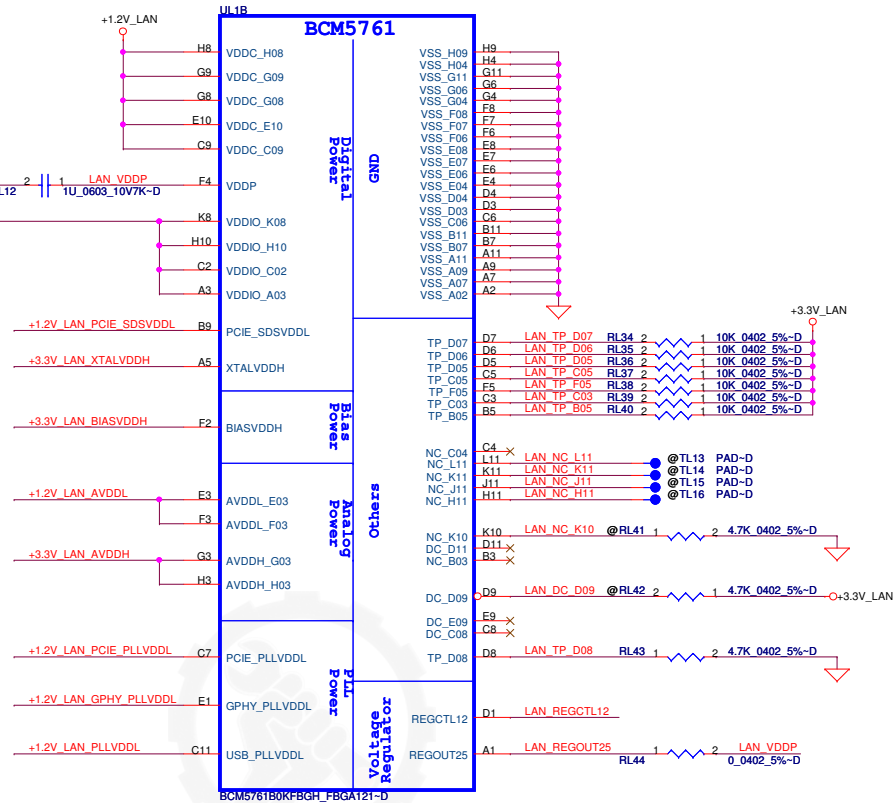 UL1B
+1.2V_LAN
BCM5761
H8 VDDC_H08
G9 VDDC_G09
G8 VDDC_G08
E10 VDDC_E10
C9 VDDC_C09
2 1 LAN_VDDP F4 VDDP
L12 1U_0603_10V7K~D
K8 VDDIO_K08
H10 VDDIO_H10
C2 VDDIO_C02
A3 VDDIO_A03
+1.2V_LAN_PCIE_SDSVDDL B9 PCIE_SDSVDDL
+3.3V_LAN_XTALVDDH A5 XTALVDDH
+3.3V_LAN_BIASVDDH F2 BIASVDDH
+1.2V_LAN_AVDDL E3 AVDDL_E03
F3 AVDDL_F03
+3.3V_LAN_AVDDH G3 AVDDH_G03
H3 AVDDH_H03
+1.2V_LAN_PCIE_PLLVDDL C7 PCIE_PLLVDDL
+1.2V_LAN_GPHY_PLLVDDL E1 GPHY_PLLVDDL
+1.2V_LAN_PLLVDDL C11 USB_PLLVDDL
Digital Power
Bias Power
Analog Power
PLL Power
GND
Others
Voltage Regulator
VSS_H09 H9
VSS_H04 H4
VSS_G11 G11
VSS_G06 G6
VSS_G04 G4
VSS_F08 F8
VSS_F07 F7
VSS_F06 F6
VSS_E08 E8
VSS_E07 E7
VSS_E06 E6
VSS_E04 E4
VSS_D04 D4
VSS_D03 D3
VSS_C06 C6
VSS_B11 B11
VSS_B07 B7
VSS_A11 A11
VSS_A09 A9
VSS_A07 A7
VSS_A02 A2
+3.3V_LAN
TP_D07 D7 LAN_TP_D07 RL34 2 1 10K_0402_5%~D
TP_D06 D6 LAN_TP_D06 RL35 2 1 10K_0402_5%~D
TP_D05 D5 LAN_TP_D05 RL36 2 1 10K_0402_5%~D
TP_C05 C5 LAN_TP_C05 RL37 2 1 10K_0402_5%~D
TP_F05 F5 LAN_TP_F05 RL38 2 1 10K_0402_5%~D
TP_C03 C3 LAN_TP_C03 RL39 2 1 10K_0402_5%~D
TP_B05 B5 LAN_TP_B05 RL40 2 1 10K_0402_5%~D
NC_C04 C4
NC_L11 L11 LAN_NC_L11 @TL13 PAD~D
NC_K11 K11 LAN_NC_K11 @TL14 PAD~D
NC_J11 J11 LAN_NC_J11 @TL15 PAD~D
NC_H11 H11 LAN_NC_H11 @TL16 PAD~D
NC_K10 K10 LAN_NC_K10 @RL41 1 2 4.7K_0402_5%~D
DC_D11 D11
NC_B03 B3
DC_D09 D9 LAN_DC_D09 @RL42 2 1 4.7K_0402_5%~D +3.3V_LAN
DC_E09 E9
DC_C08 C8
TP_D08 D8 LAN_TP_D08 RL43 1 2 4.7K_0402_5%~D
REGCTL12 D1 LAN_REGCTL12
REGOUT25 A1 LAN_REGOUT25 1 2 LAN_VDDP
RL44 0_0402_5%~D
BCM5761B0KFBGH_FBGA121~D